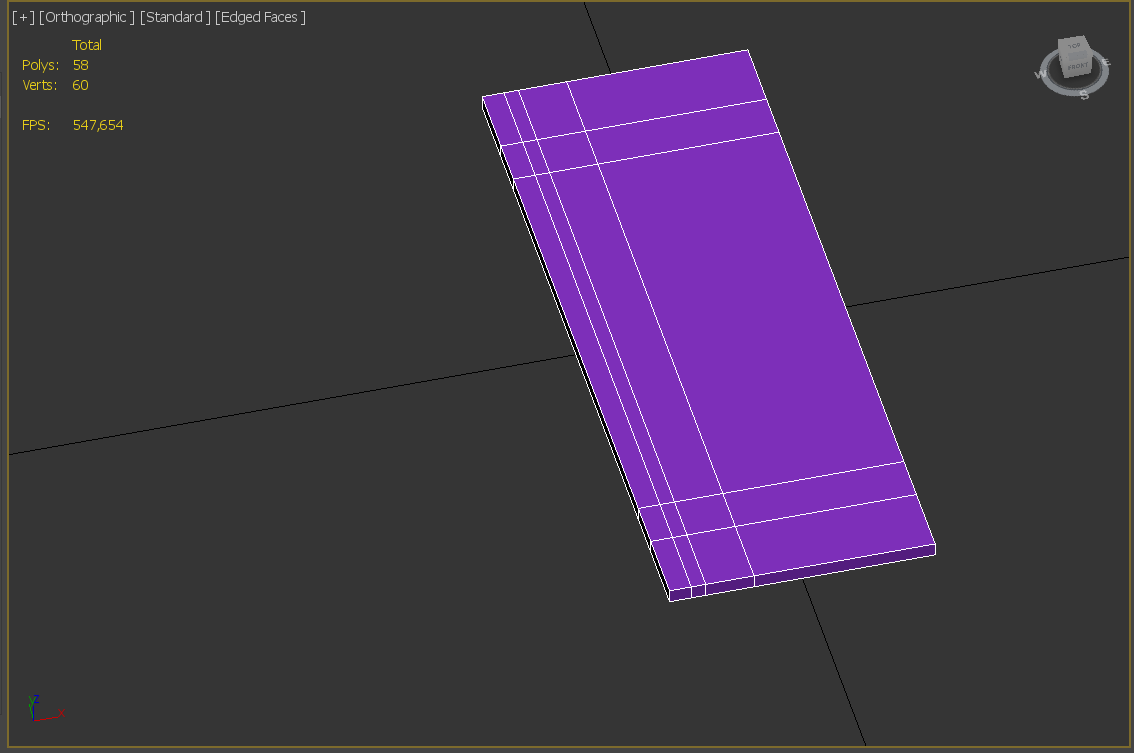 [+] [Orthographic ] [Standard ] [Edged Faces ]
Total
Polys: 58
Verts: 60
FPS: 547,654
TOP
FRONT
W
E
S
Y
Z
X